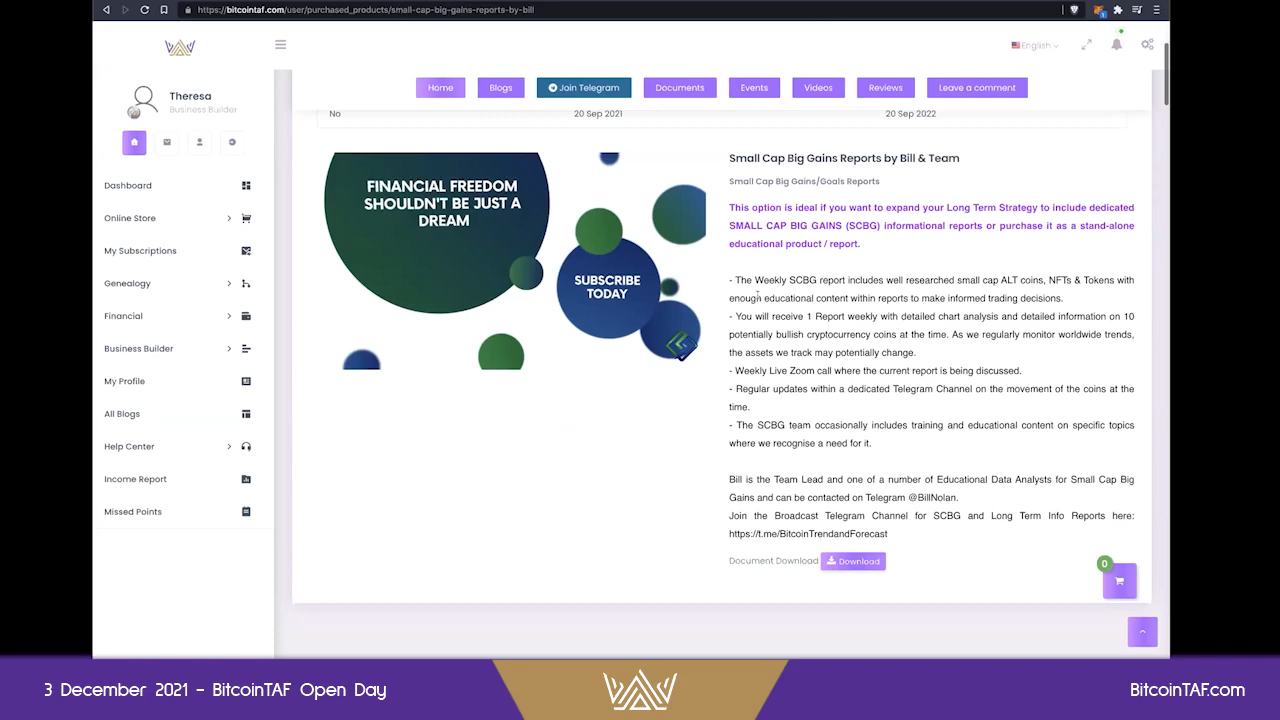 https://bitcointaf.com/user/purchased_products/small-cap-big-gains-reports-by-bill
English
Theresa
Business Builder
Home
Blogs
Join Telegram
Documents
Events
Videos
Reviews
Leave a comment
No
20 Sep 2021
20 Sep 2022
Dashboard
Online Store
My Subscriptions
Genealogy
Financial
Business Builder
My Profile
All Blogs
Help Center
Income Report
Missed Points
FINANCIAL FREEDOM
SHOULDN'T BE JUST A
DREAM
SUBSCRIBE
TODAY
Small Cap Big Gains Reports by Bill & Team
Small Cap Big Gains/Goals Reports
This option is ideal if you want to expand your Long Term Strategy to include dedicated
SMALL CAP BIG GAINS (SCBG) informational reports or purchase it as a stand-alone
educational product / report.
- The Weekly SCBG report includes well researched small cap ALT coins, NFTs & Tokens with
enough educational content within reports to make informed trading decisions.
- You will receive 1 Report weekly with detailed chart analysis and detailed information on 10
potentially bullish cryptocurrency coins at the time. As we regularly monitor worldwide trends,
the assets we track may potentially change.
- Weekly Live Zoom call where the current report is being discussed.
- Regular updates within a dedicated Telegram Channel on the movement of the coins at the
time.
- The SCBG team occasionally includes training and educational content on specific topics
where we recognise a need for it.
Bill is the Team Lead and one of a number of Educational Data Analysts for Small Cap Big
Gains and can be contacted on Telegram @BillNolan.
Join the Broadcast Telegram Channel for SCBG and Long Term Info Reports here:
https://t.me/BitcoinTrendandForecast
Document Download Download
0
3 December 2021 - BitcoinTAF Open Day
BitcoinTAF.com